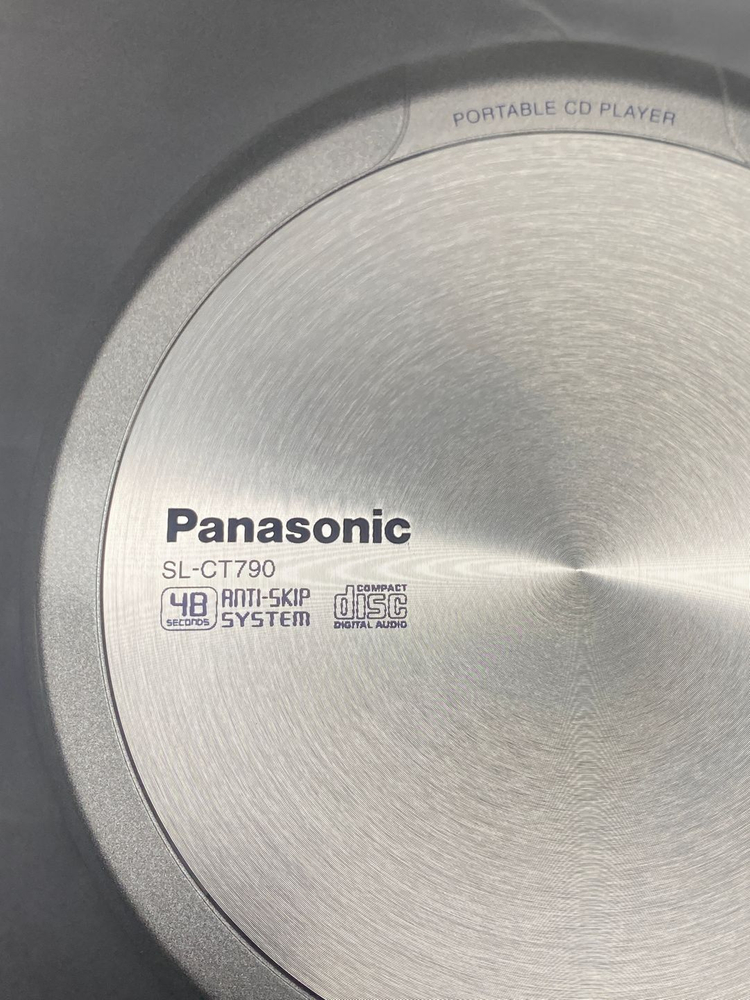 PORTABLE CD PLAYER
Panasonic
SL-CT790
48 SECONDS ANTI-SKIP SYSTEM
COMPACT disc DIGITAL AUDIO